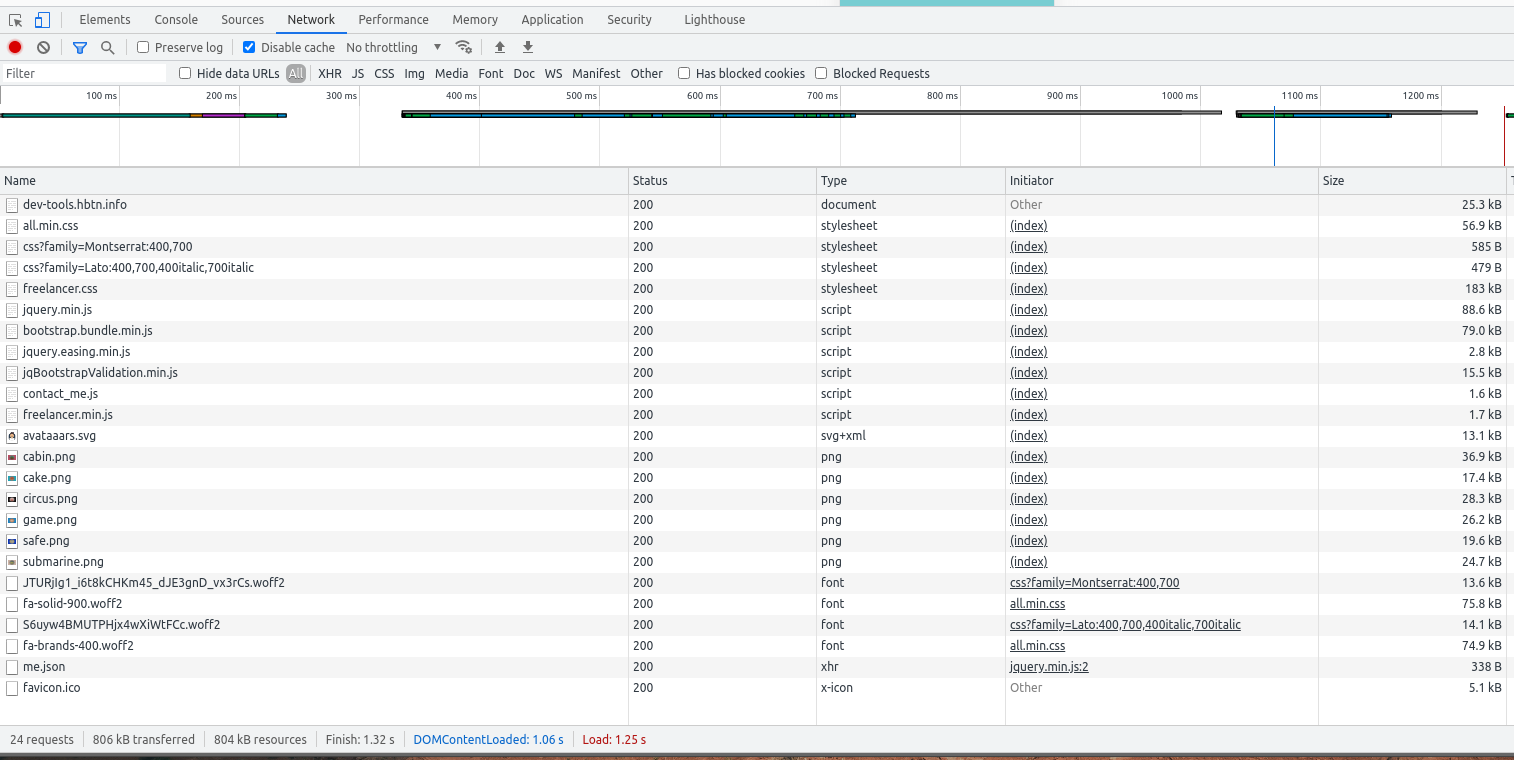 Elements Console Sources Network Performance Memory Application Security Lighthouse
Preserve log Disable cache No throttling
Filter Hide data URLs All XHR JS CSS Img Media Font Doc WS Manifest Other Has blocked cookies Blocked Requests
100 ms 200 ms 300 ms 400 ms 500 ms 600 ms 700 ms 800 ms 900 ms 1000 ms 1100 ms 1200 ms
Name Status Type Initiator Size
dev-tools.hbtn.info 200 document Other 25.3 kB
all.min.css 200 stylesheet (index) 56.9 kB
css?family=Montserrat:400,700 200 stylesheet (index) 585 B
css?family=Lato:400,700,400italic,700italic 200 stylesheet (index) 479 B
freelancer.css 200 stylesheet (index) 183 kB
jquery.min.js 200 script (index) 88.6 kB
bootstrap.bundle.min.js 200 script (index) 79.0 kB
jquery.easing.min.js 200 script (index) 2.8 kB
jqBootstrapValidation.min.js 200 script (index) 15.5 kB
contact_me.js 200 script (index) 1.6 kB
freelancer.min.js 200 script (index) 1.7 kB
avataaars.svg 200 svg+xml (index) 13.1 kB
cabin.png 200 png (index) 36.9 kB
cake.png 200 png (index) 17.4 kB
circus.png 200 png (index) 28.3 kB
game.png 200 png (index) 26.2 kB
safe.png 200 png (index) 19.6 kB
submarine.png 200 png (index) 24.7 kB
JTURjIg1_i6t8kCHKm45_dJE3gnD_vx3rCs.woff2 200 font css?family=Montserrat:400,700 13.6 kB
fa-solid-900.woff2 200 font all.min.css 75.8 kB
S6uyw4BMUTPHjx4wXiWtFCc.woff2 200 font css?family=Lato:400,700,400italic,700italic 14.1 kB
fa-brands-400.woff2 200 font all.min.css 74.9 kB
me.json 200 xhr jquery.min.js:2 338 B
favicon.ico 200 x-icon Other 5.1 kB
24 requests 806 kB transferred 804 kB resources Finish: 1.32 s DOMContentLoaded: 1.06 s Load: 1.25 s